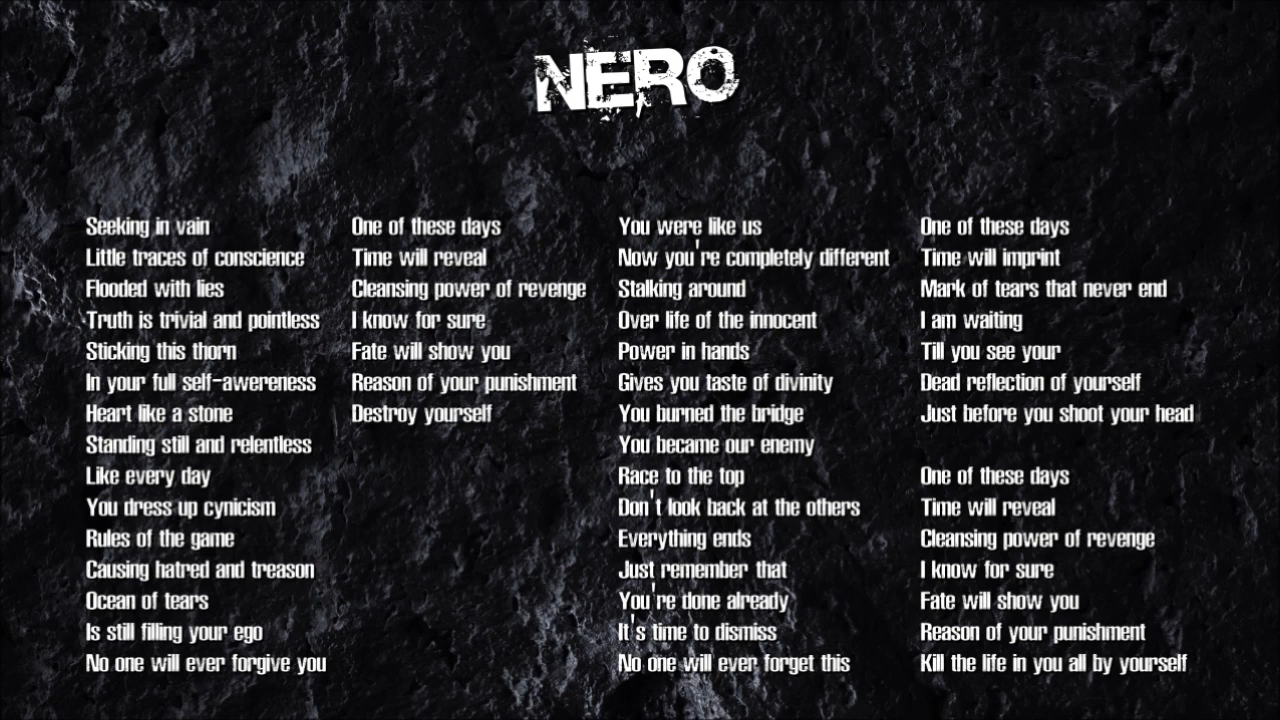 NERO
Seeking in vain
Little traces of conscience
Flooded with lies
Truth is trivial and pointless
Sticking this thorn
In your full self-awereness
Heart like a stone
Standing still and relentless
Like every day
You dress up cynicism
Rules of the game
Causing hatred and treason
Ocean of tears
Is still filling your ego
No one will ever forgive you
One of these days
Time will reveal
Cleansing power of revenge
I know for sure
Fate will show you
Reason of your punishment
Destroy yourself
You were like us
Now you're completely different
Stalking around
Over life of the innocent
Power in hands
Gives you taste of divinity
You burned the bridge
You became our enemy
Race to the top
Don't look back at the others
Everything ends
Just remember that
You're done already
It's time to dismiss
No one will ever forget this
One of these days
Time will imprint
Mark of tears that never end
I am waiting
Till you see your
Dead reflection of yourself
Just before you shoot your head
One of these days
Time will reveal
Cleansing power of revenge
I know for sure
Fate will show you
Reason of your punishment
Kill the life in you all by yourself